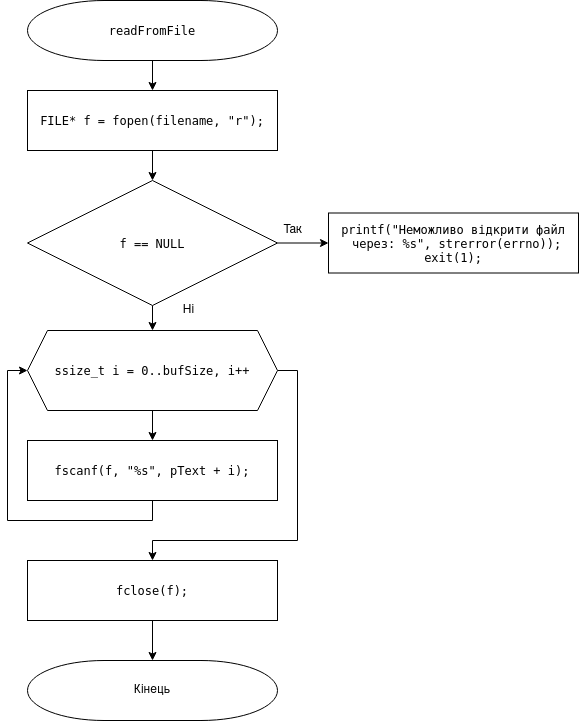 readFromFile
FILE* f = fopen(filename, "r");
f == NULL
Так
printf("Неможливо відкрити файл
через: %s", strerror(errno));
exit(1);
Ні
ssize_t i = 0..bufSize, i++
fscanf(f, "%s", pText + i);
fclose(f);
Кінець